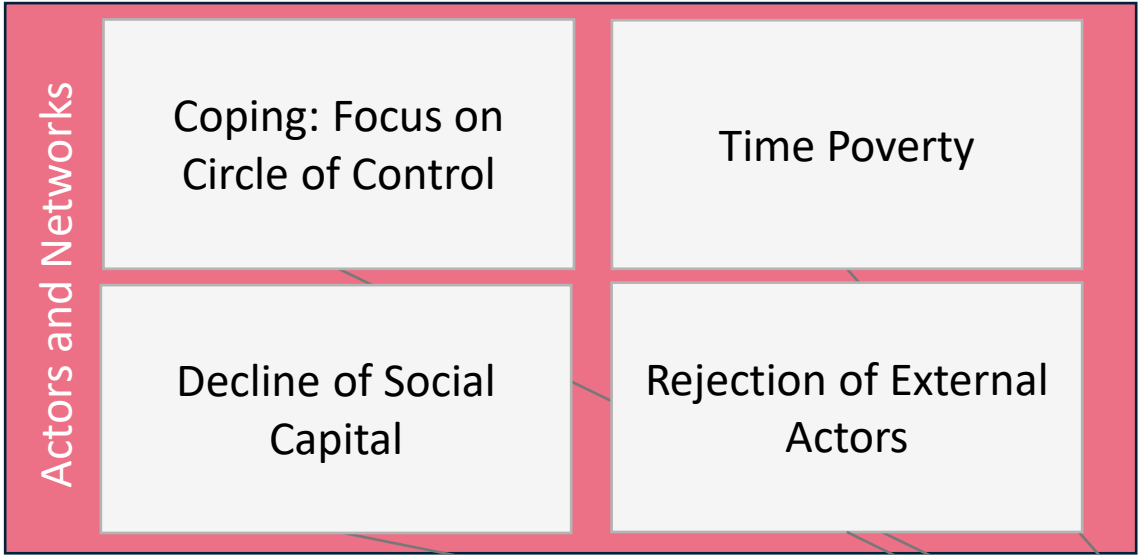 Actors and Networks
Coping: Focus on
Circle of Control
Time Poverty
Decline of Social
Capital
Rejection of External
Actors